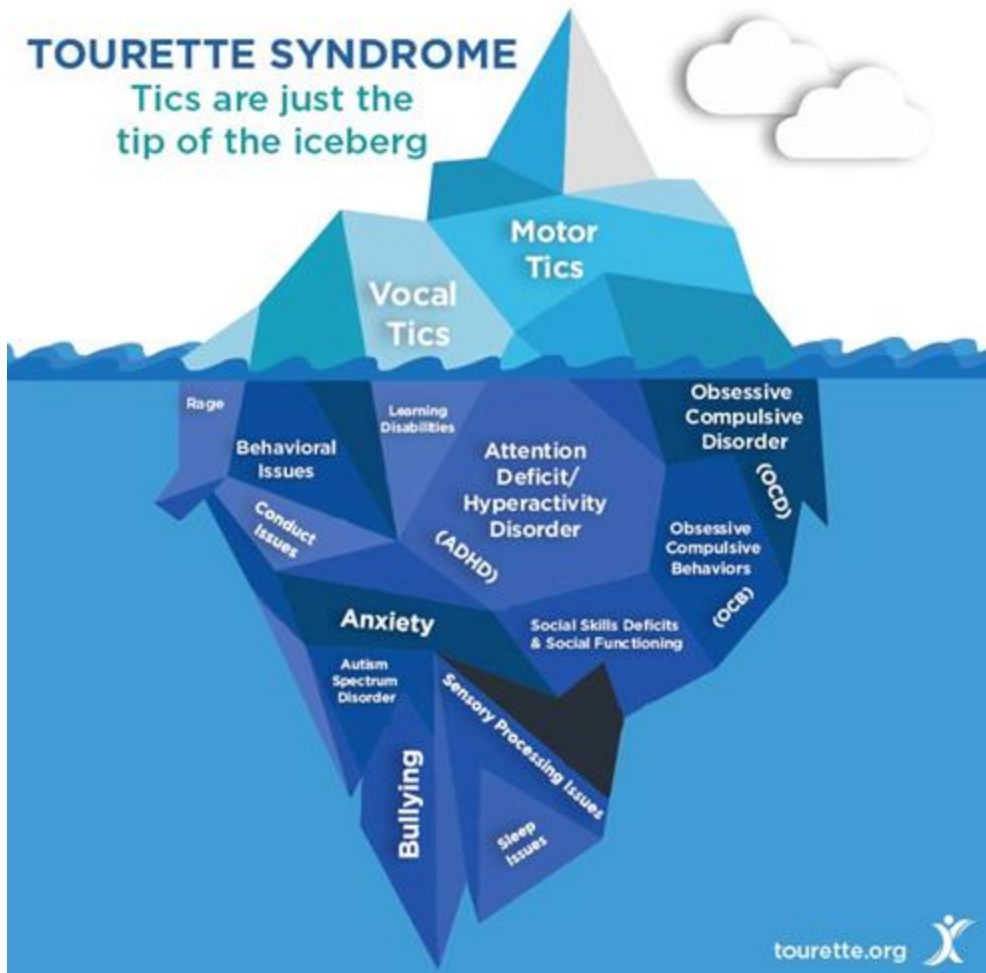 TOURETTE SYNDROME
Tics are just the
tip of the iceberg
Motor
Tics
Vocal
Tics
Rage
Behavioral
Issues
Learning
Disabilities
Attention
Deficit/
Hyperactivity
Disorder
(ADHD)
Obsessive
Compulsive
Disorder
(OCD)
Conduct
Issues
Obsessive
Compulsive
Behaviors
(OCB)
Anxiety
Social Skills Deficits
& Social Functioning
Autism
Spectrum
Disorder
Sensory Processing Issues
Bullying
Sleep
Issues
tourette.org